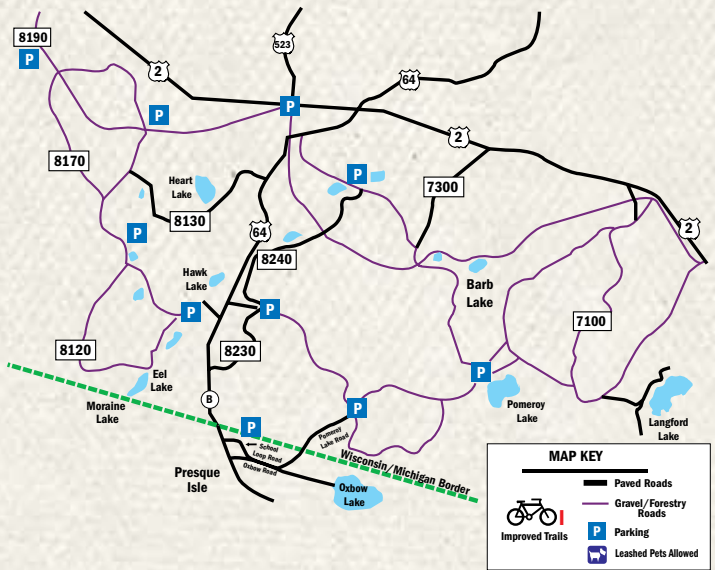 8190
P
2
523
64
P
P
2
8170
Heart
Lake
P
7300
8130
P
64
8240
2
Hawk
Lake
Barb
Lake
P
P
7100
8120
8230
Eel
Lake
P
Moraine
Lake
B
P
Pomeroy
Lake
Langford
Lake
P
School
Loop Road
Pomeroy
Lake Road
Oxbow Road
Wisconsin/Michigan Border
Presque
Isle
Oxbow
Lake
MAP KEY
Paved Roads
Gravel/Forestry
Roads
Improved Trails
P Parking
Leashed Pets Allowed